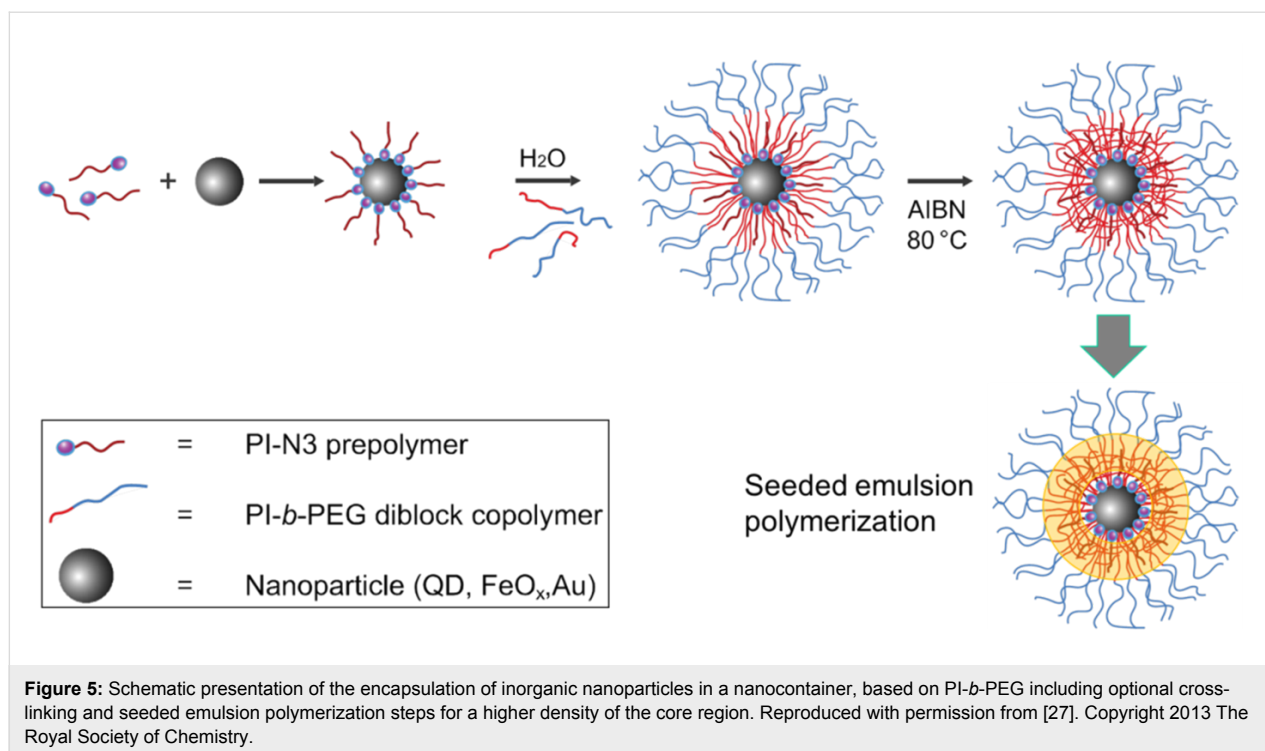 +
H2O
AIBN
80 °C
= PI-N3 prepolymer
= PI-b-PEG diblock copolymer
= Nanoparticle (QD, FeOx,Au)
Seeded emulsion
polymerization
Figure 5: Schematic presentation of the encapsulation of inorganic nanoparticles in a nanocontainer, based on PI-b-PEG including optional cross-
linking and seeded emulsion polymerization steps for a higher density of the core region. Reproduced with permission from [27]. Copyright 2013 The
Royal Society of Chemistry.